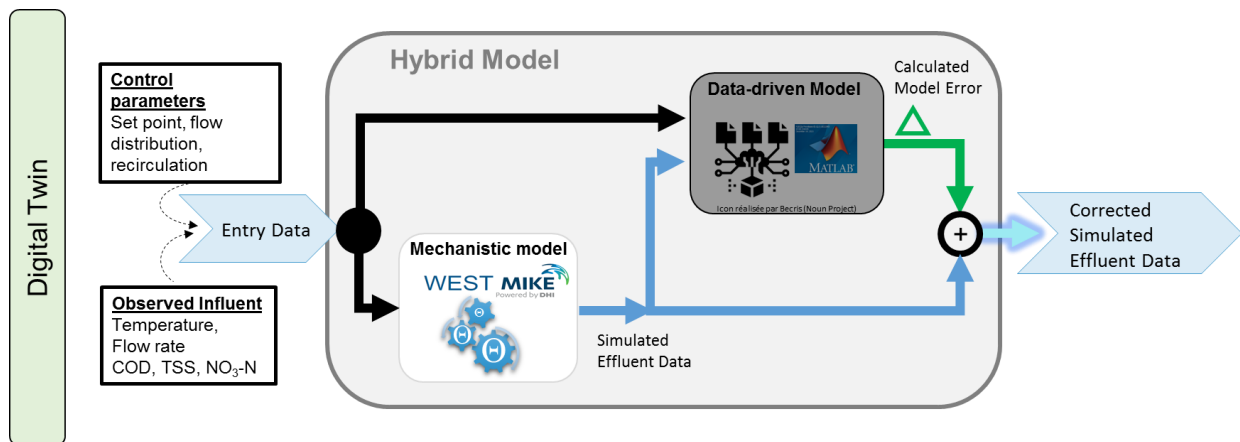 Digital Twin
Control
parameters
Set point, flow
distribution,
recirculation
Entry Data
Observed Influent
Temperature,
Flow rate
COD, TSS, NO₃-N
Hybrid Model
Mechanistic model
WEST MIKE
Powered by DHI
Θ
Θ
Θ
Simulated
Effluent Data
Data-driven Model
MATLAB®
Icon réalisée par Becris (Noun Project)
Calculated
Model Error
+
Corrected
Simulated
Effluent Data